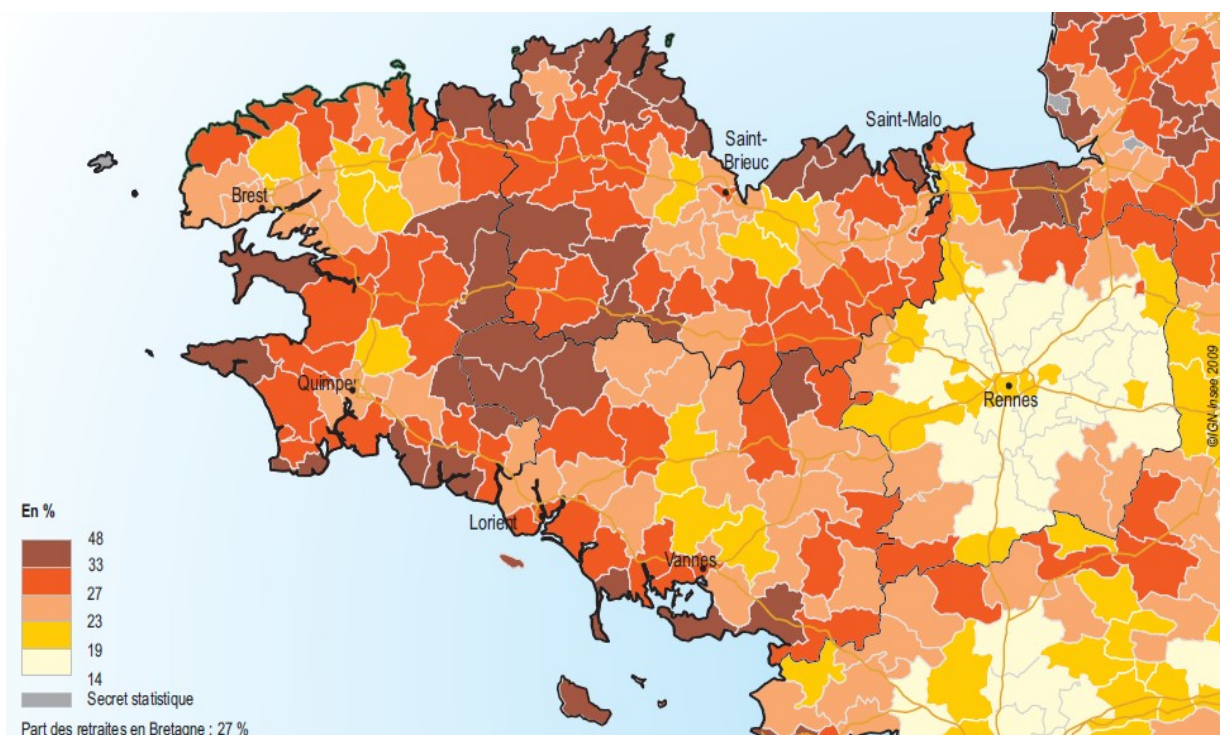 Saint-Malo
Saint-
Brieuc
Brest
Quimper
Rennes
Lorient
Vannes
©IGN-Insee 2009
En %
48
33
27
23
19
14
Secret statistique
Part des retraites en Bretagne : 27 %